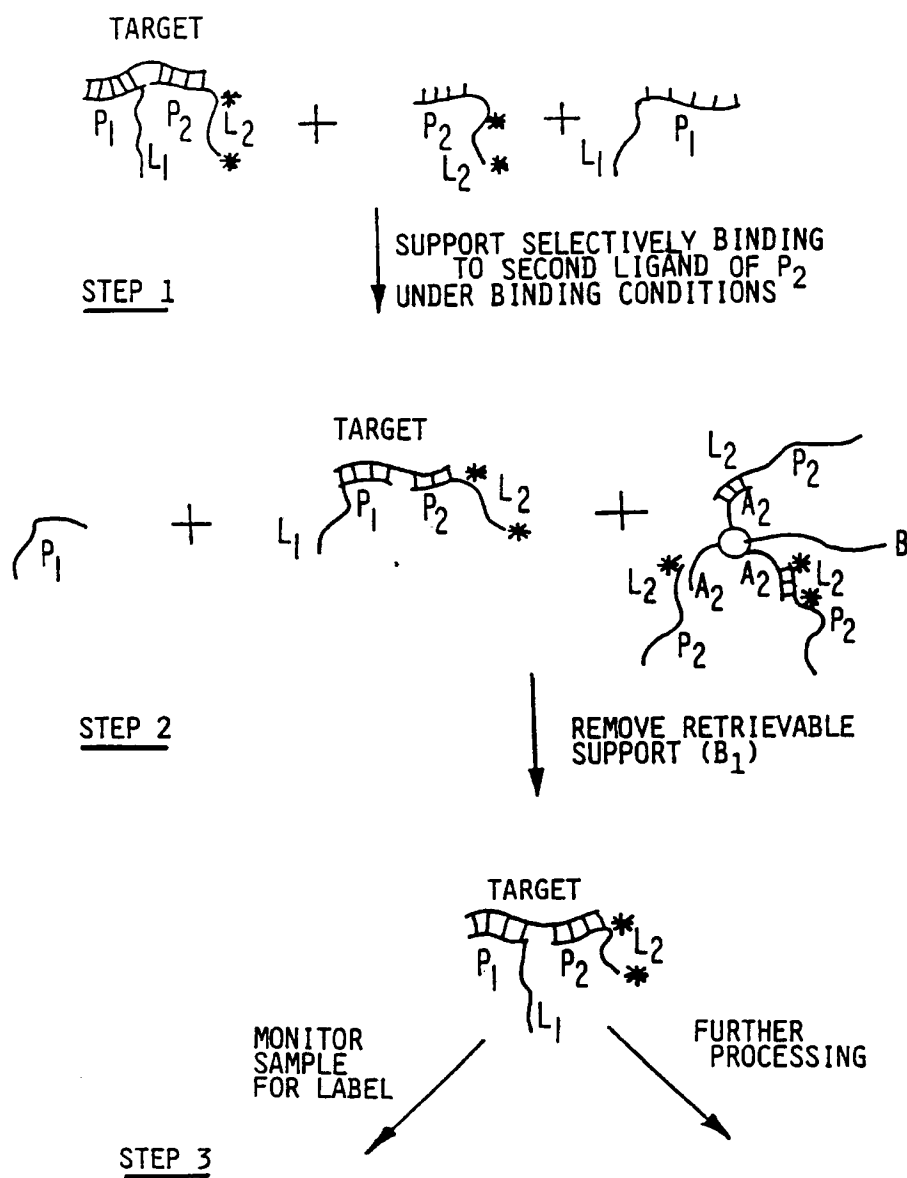 TARGET
P1 P2 L2 L1 + P2 L2 + L1 P1
SUPPORT SELECTIVELY BINDING
TO SECOND LIGAND OF P2
UNDER BINDING CONDITIONS
STEP 1
TARGET
P1 + L1 P1 P2 L2 + L2 P2 A2 B
L2 A2 A2 L2
P2 P2
STEP 2
REMOVE RETRIEVABLE
SUPPORT (B1)
TARGET
P1 P2 L2
L1
MONITOR
SAMPLE
FOR LABEL
FURTHER
PROCESSING
STEP 3